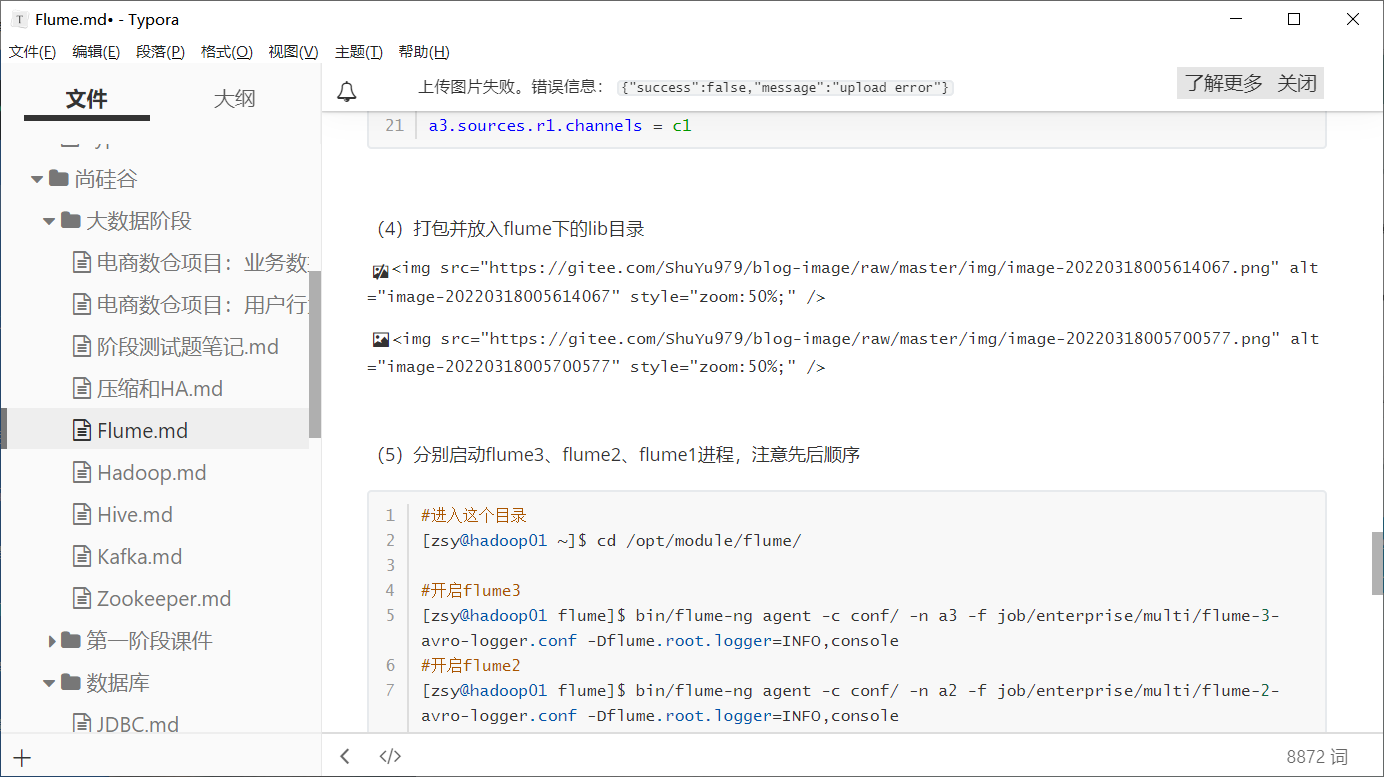 Flume.md• - Typora
文件(F) 编辑(E) 段落(P) 格式(O) 视图(V) 主题(T) 帮助(H)
文件 大纲
上传图片失败。错误信息： {"success":false,"message":"upload error"}
了解更多 关闭
尚硅谷
大数据阶段
电商数仓项目：业务数
电商数仓项目：用户行
阶段测试题笔记.md
压缩和HA.md
Flume.md
Hadoop.md
Hive.md
Kafka.md
Zookeeper.md
第一阶段课件
数据库
JDBC.md
21 a3.sources.r1.channels = c1
（4）打包并放入flume下的lib目录
<img src="https://gitee.com/ShuYu979/blog-image/raw/master/img/image-20220318005614067.png" alt
="image-20220318005614067" style="zoom:50%;" />
<img src="https://gitee.com/ShuYu979/blog-image/raw/master/img/image-20220318005700577.png" alt
="image-20220318005700577" style="zoom:50%;" />
（5）分别启动flume3、flume2、flume1进程，注意先后顺序
1 #进入这个目录
2 [zsy@hadoop01 ~]$ cd /opt/module/flume/
3
4 #开启flume3
5 [zsy@hadoop01 flume]$ bin/flume-ng agent -c conf/ -n a3 -f job/enterprise/multi/flume-3-
avro-logger.conf -Dflume.root.logger=INFO,console
6 #开启flume2
7 [zsy@hadoop01 flume]$ bin/flume-ng agent -c conf/ -n a2 -f job/enterprise/multi/flume-2-
avro-logger.conf -Dflume.root.logger=INFO,console
8872 词